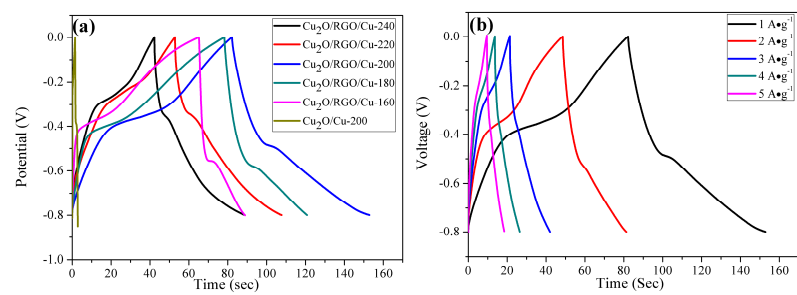 (a)
Cu2O/RGO/Cu-240
Cu2O/RGO/Cu-220
Cu2O/RGO/Cu-200
Cu2O/RGO/Cu-180
Cu2O/RGO/Cu-160
Cu2O/Cu-200
0.0
-0.2
-0.4
-0.6
-0.8
-1.0
Potential (V)
0 20 40 60 80 100 120 140 160
Time (sec)
(b)
1 A•g-1
2 A•g-1
3 A•g-1
4 A•g-1
5 A•g-1
0.0
-0.2
-0.4
-0.6
-0.8
Voltage (V)
0 20 40 60 80 100 120 140 160
Time (Sec)